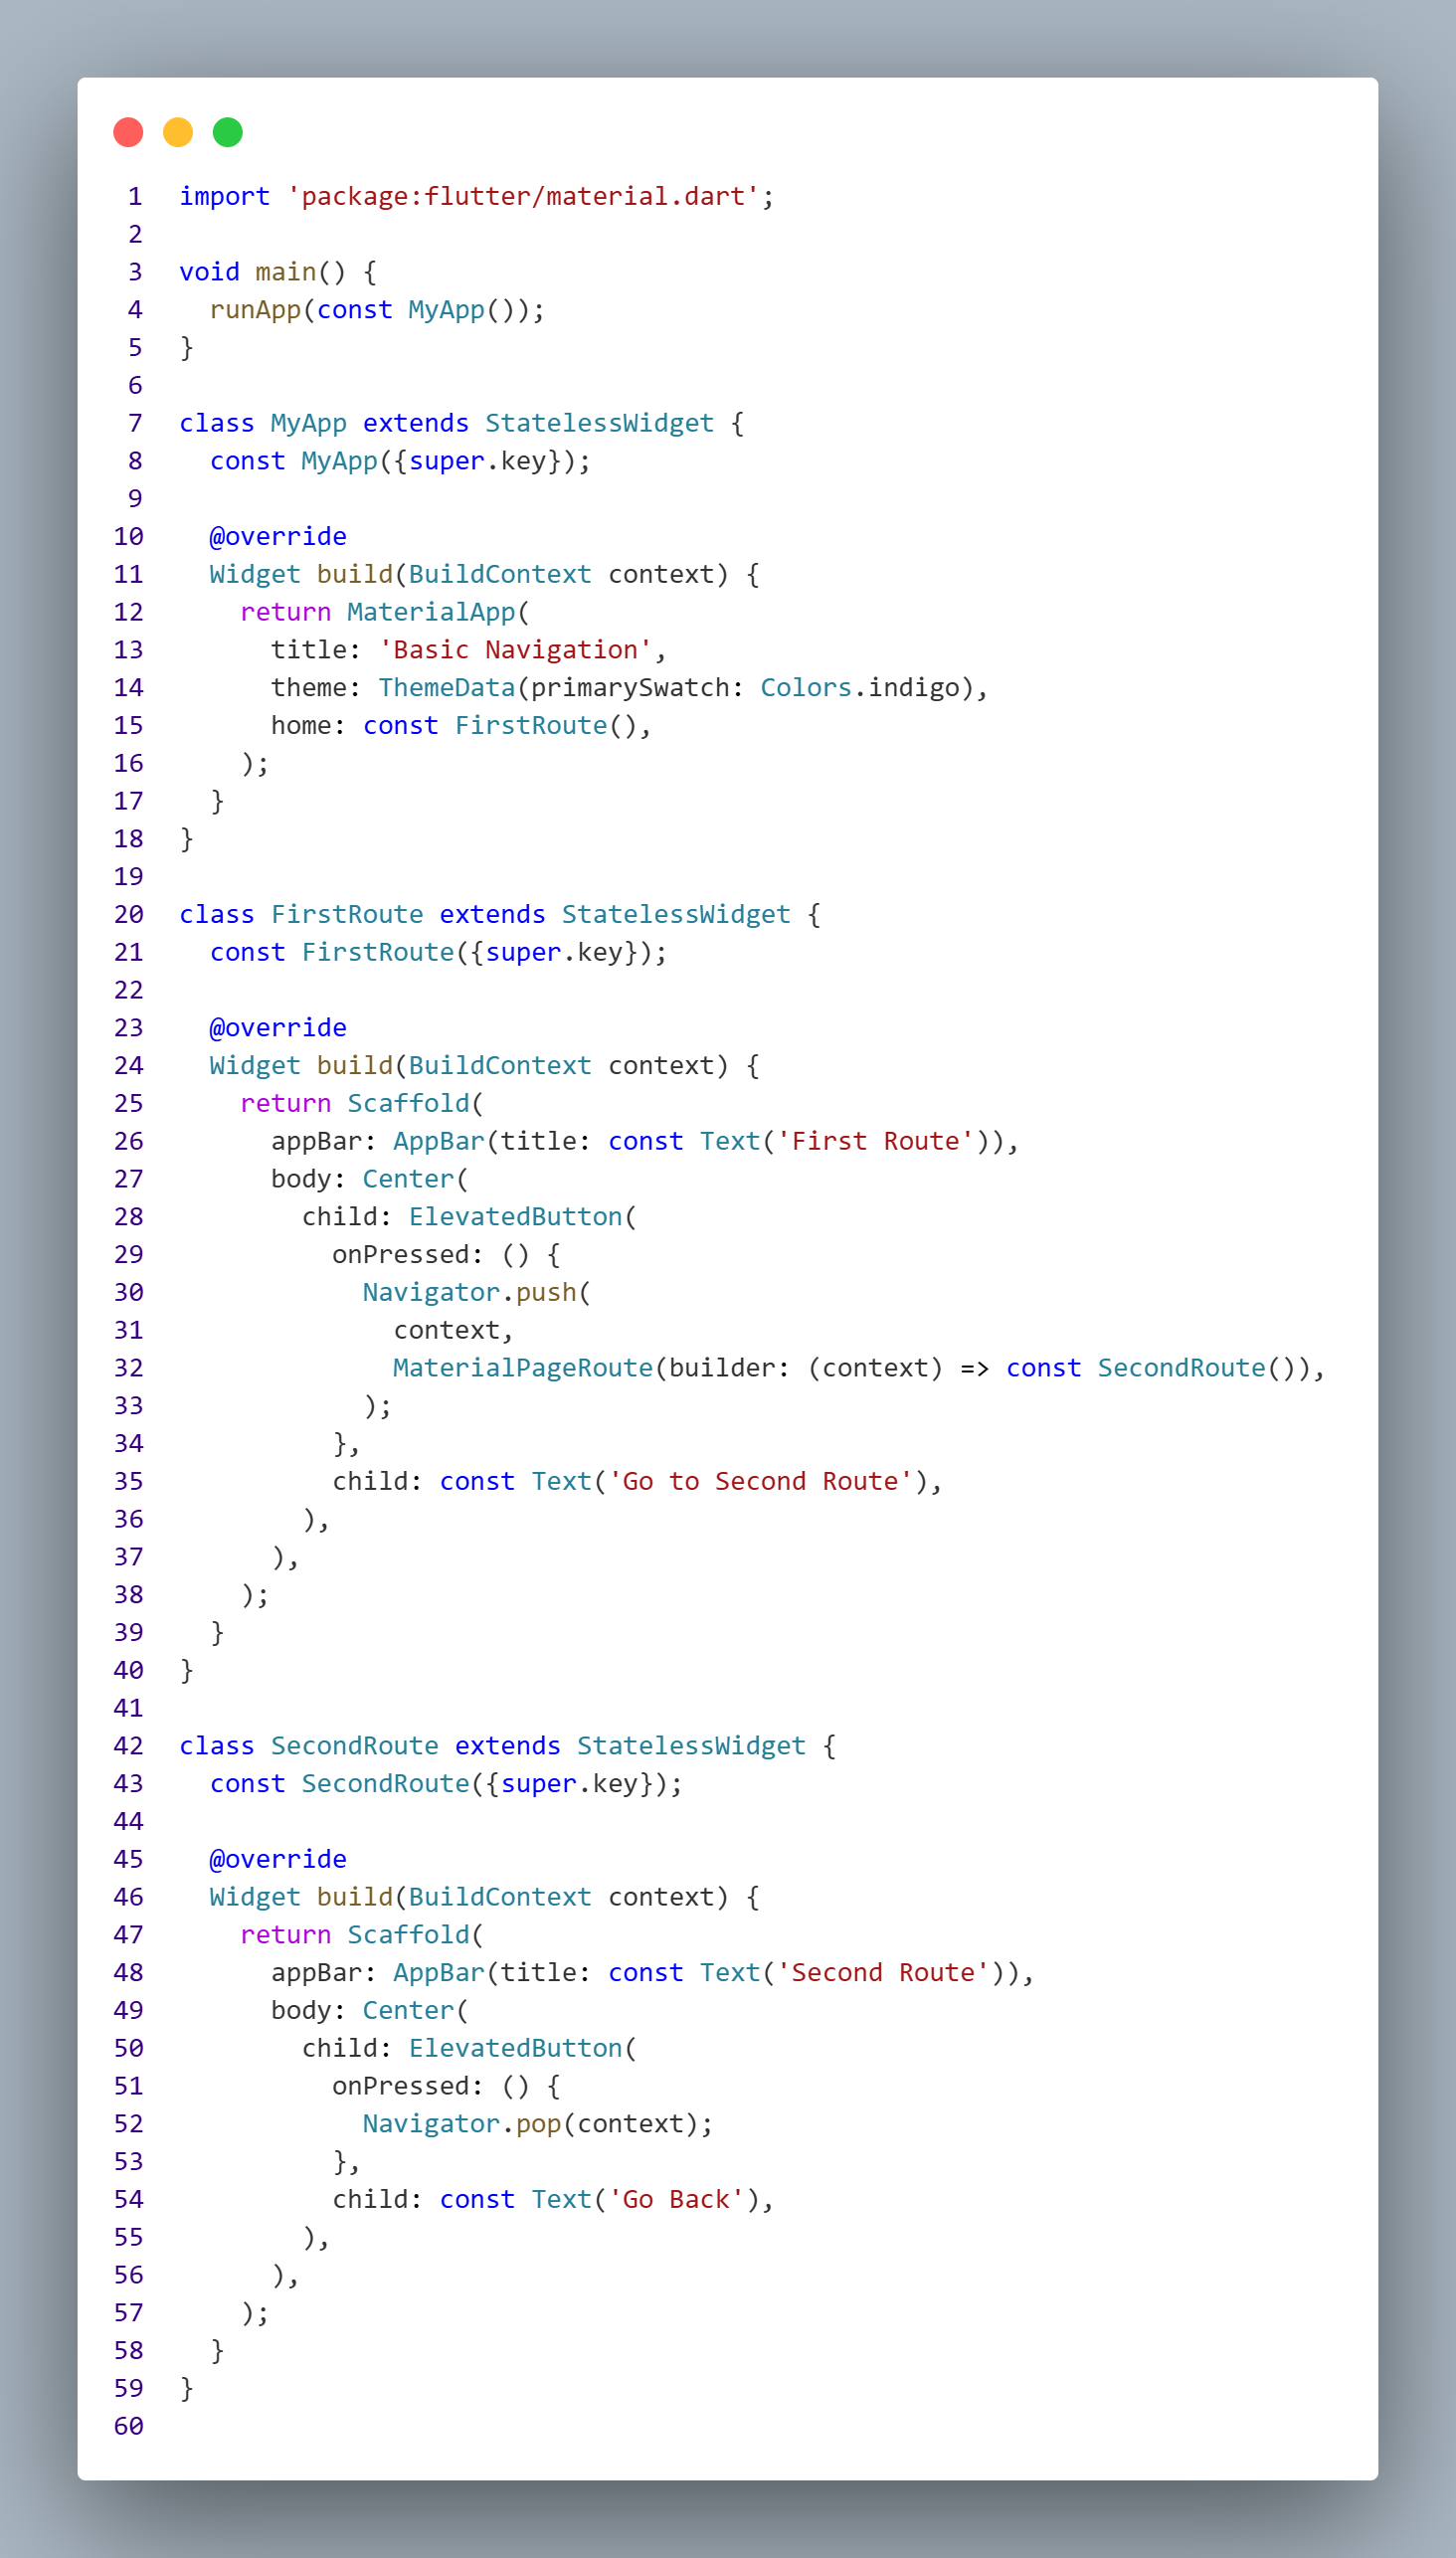 1 import 'package:flutter/material.dart';
2
3 void main() {
4   runApp(const MyApp());
5 }
6
7 class MyApp extends StatelessWidget {
8   const MyApp({super.key});
9
10   @override
11   Widget build(BuildContext context) {
12     return MaterialApp(
13       title: 'Basic Navigation',
14       theme: ThemeData(primarySwatch: Colors.indigo),
15       home: const FirstRoute(),
16     );
17   }
18 }
19
20 class FirstRoute extends StatelessWidget {
21   const FirstRoute({super.key});
22
23   @override
24   Widget build(BuildContext context) {
25     return Scaffold(
26       appBar: AppBar(title: const Text('First Route')),
27       body: Center(
28         child: ElevatedButton(
29           onPressed: () {
30             Navigator.push(
31               context,
32               MaterialPageRoute(builder: (context) => const SecondRoute()),
33             );
34           },
35           child: const Text('Go to Second Route'),
36         ),
37       ),
38     );
39   }
40 }
41
42 class SecondRoute extends StatelessWidget {
43   const SecondRoute({super.key});
44
45   @override
46   Widget build(BuildContext context) {
47     return Scaffold(
48       appBar: AppBar(title: const Text('Second Route')),
49       body: Center(
50         child: ElevatedButton(
51           onPressed: () {
52             Navigator.pop(context);
53           },
54           child: const Text('Go Back'),
55         ),
56       ),
57     );
58   }
59 }
60